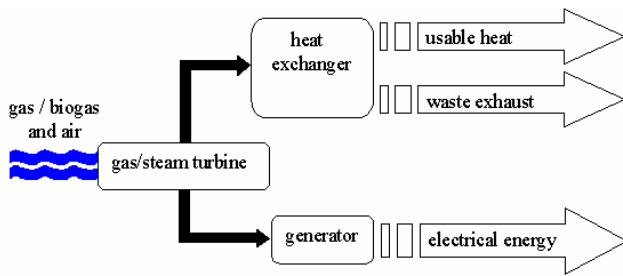 heat
exchanger
usable heat
waste exhaust
gas / biogas
and air
gas/steam turbine
generator
electrical energy